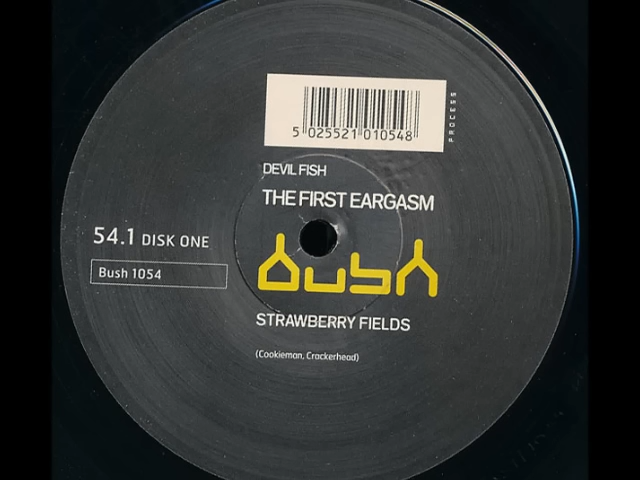 5 025521 010548
PROCESS
DEVIL FISH
THE FIRST EARGASM
54.1 DISK ONE
Bush 1054
bush
STRAWBERRY FIELDS
(Cookieman, Crackerhead)